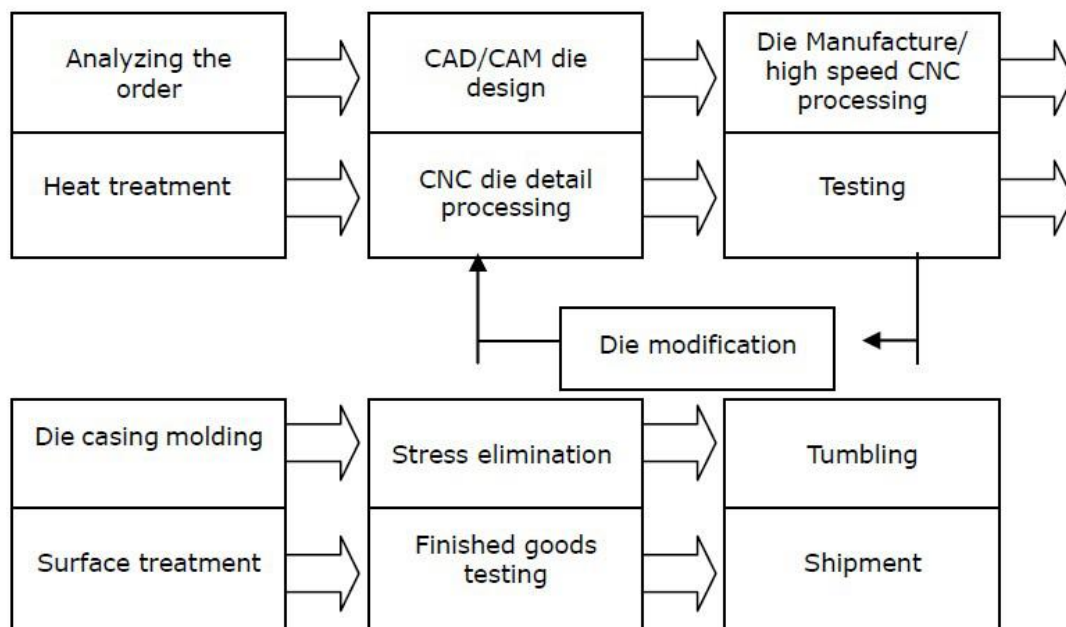 Analyzing the
order
CAD/CAM die
design
Die Manufacture/
high speed CNC
processing
Heat treatment
CNC die detail
processing
Testing
Die modification
Die casing molding
Stress elimination
Tumbling
Surface treatment
Finished goods
testing
Shipment